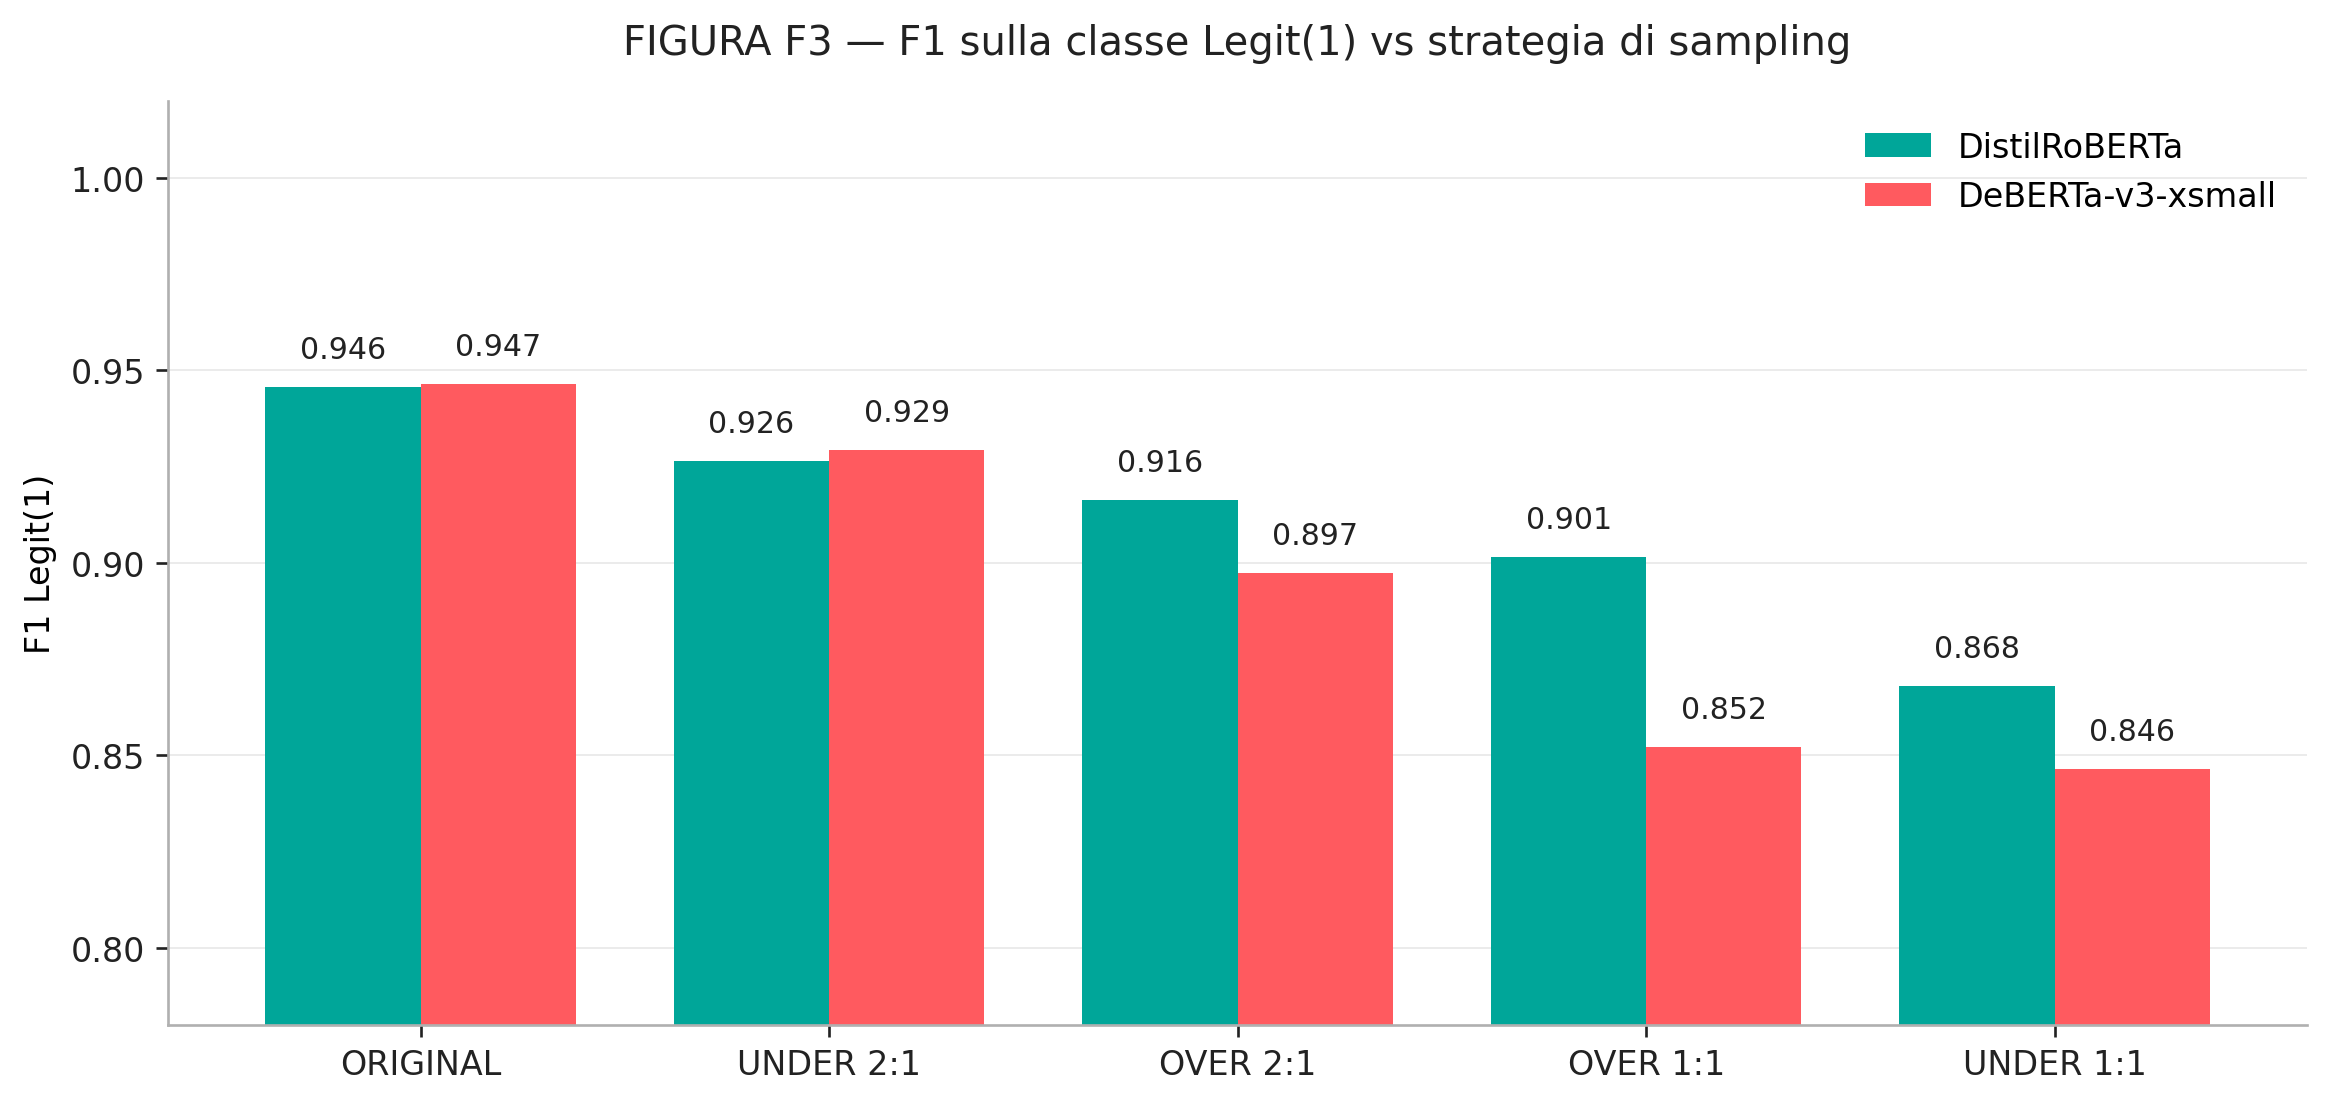 FIGURA F3 — F1 sulla classe Legit(1) vs strategia di sampling
DistilRoBERTa
DeBERTa-v3-xsmall
F1 Legit(1)
1.00
0.95
0.90
0.85
0.80
0.946
0.947
0.926
0.929
0.916
0.897
0.901
0.852
0.868
0.846
ORIGINAL
UNDER 2:1
OVER 2:1
OVER 1:1
UNDER 1:1